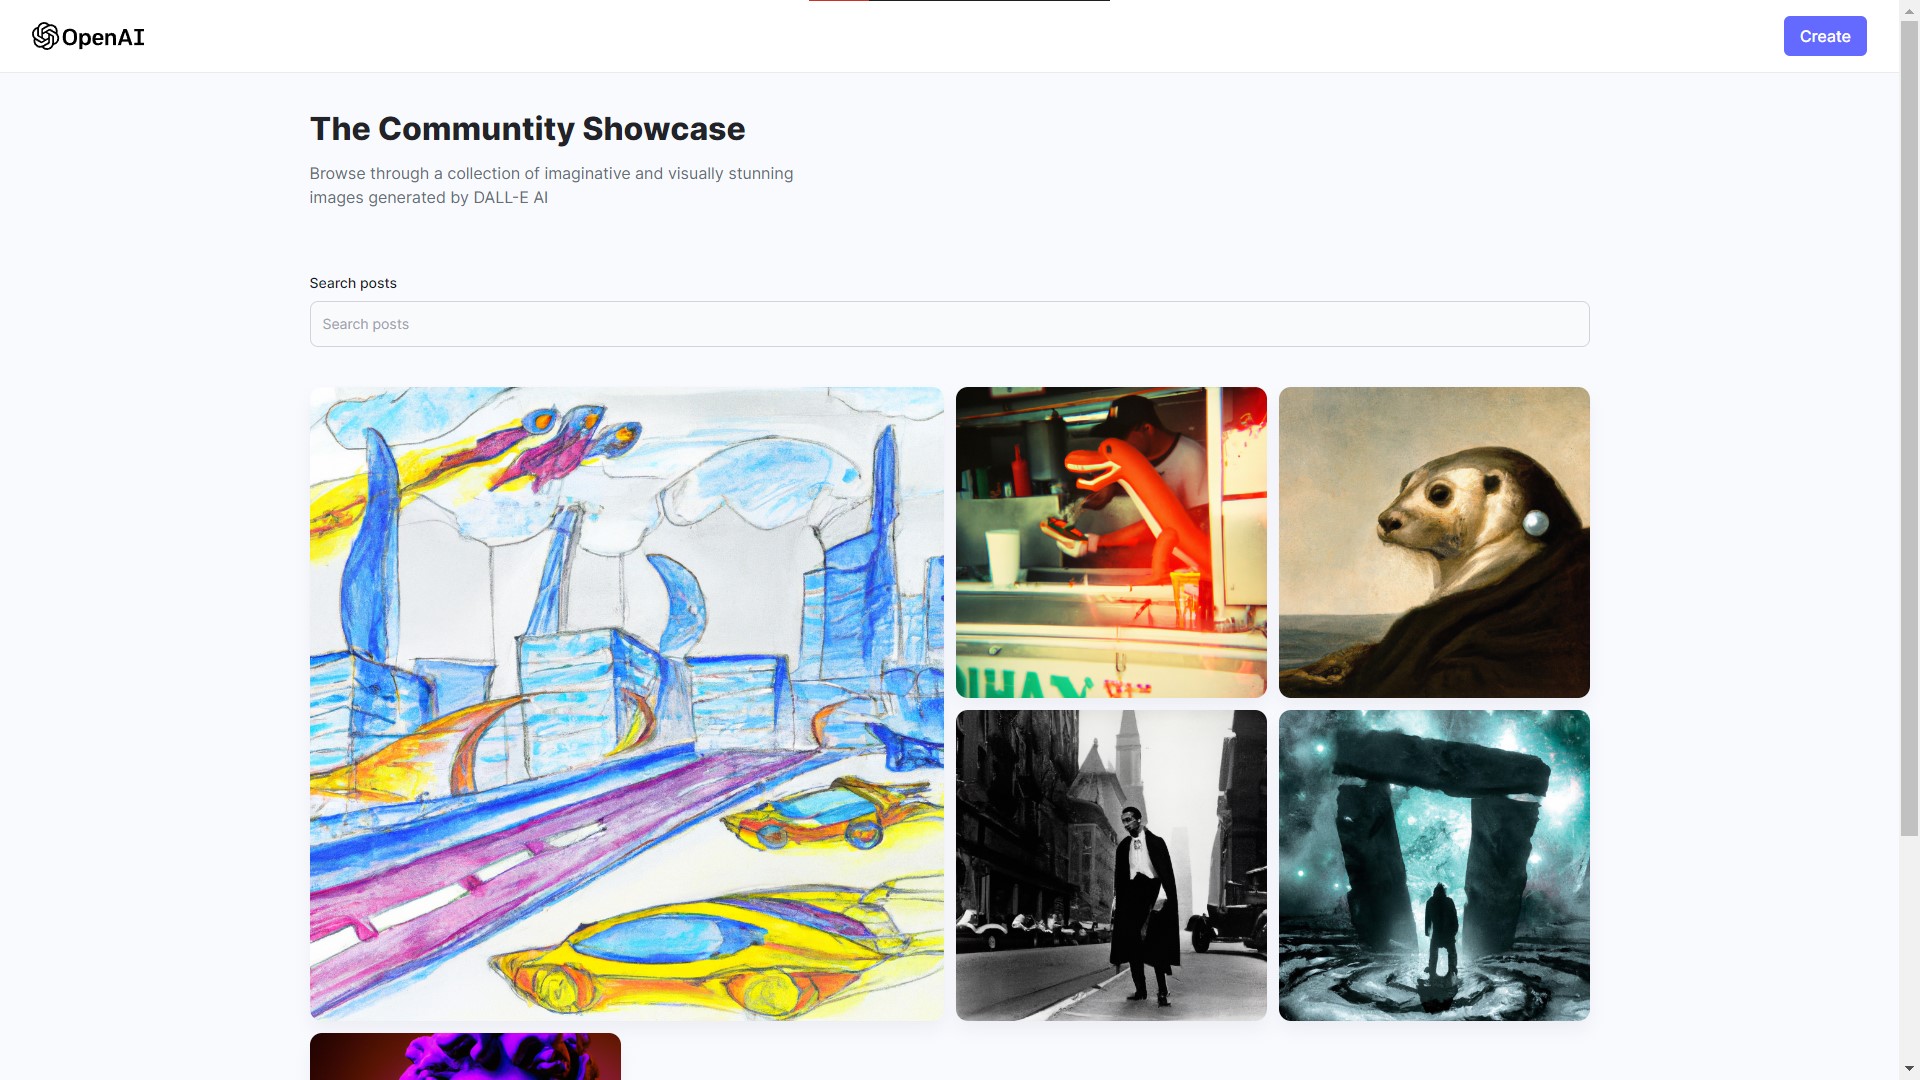 OpenAI
Create
The Communtity Showcase
Browse through a collection of imaginative and visually stunning
images generated by DALL-E AI
Search posts
Search posts